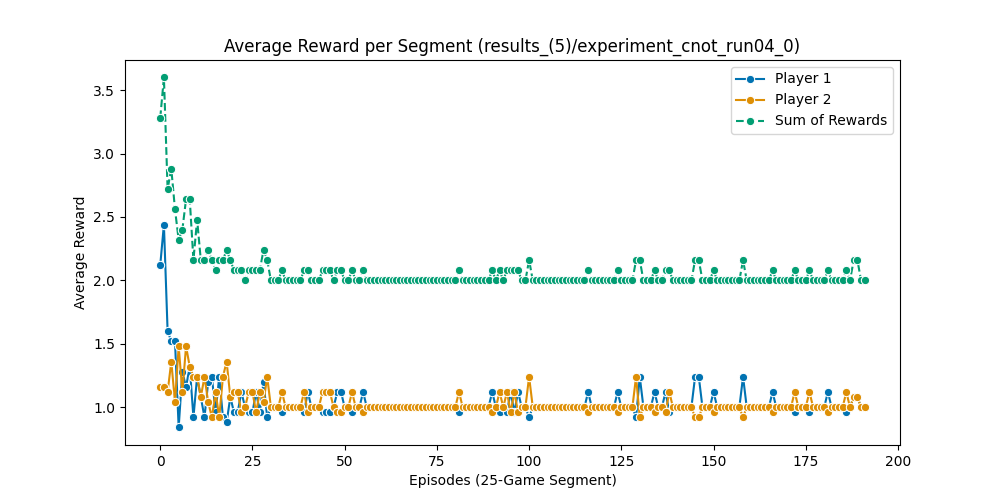 Average Reward per Segment (results_(5)/experiment_cnot_run04_0)
Player 1
Player 2
Sum of Rewards
Average Reward
3.5
3.0
2.5
2.0
1.5
1.0
0 25 50 75 100 125 150 175 200
Episodes (25-Game Segment)